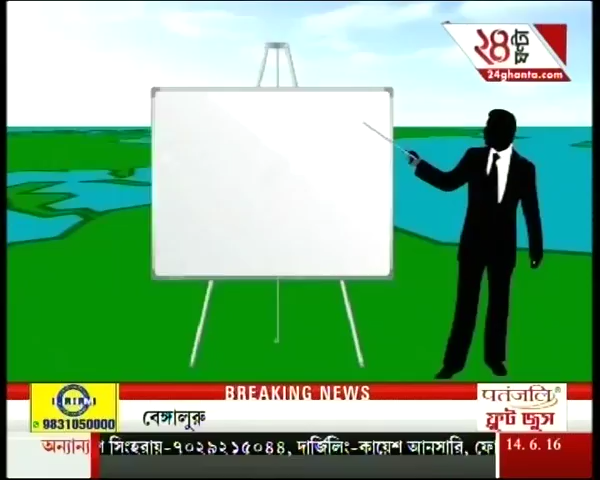 ২৪ ঘণ্টা
24ghanta.com
BREAKING NEWS
9831050000
বেঙ্গালুরু
পতঞ্জলি
ফ্রুট জুস
অন্যান্য
সিংহরায়-৭০২৯২১৫০৪৪, দার্জিলিং-কায়েশ আনসারি, ফো
14. 6. 16